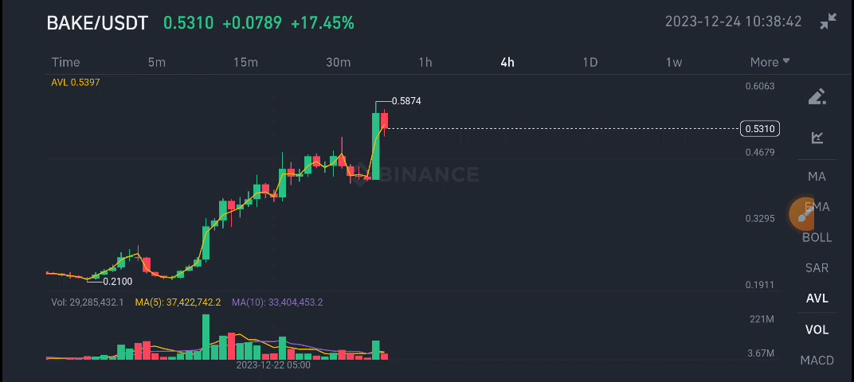 BAKE/USDT 0.5310 +0.0789 +17.45% 2023-12-24 10:38:42
Time 5m 15m 30m 1h 4h 1D 1w More
AVL 0.5397
0.6063
0.5874
0.5310
0.4679
MA
BINANCE
EMA
0.3295
BOLL
SAR
0.2100
0.1911
AVL
Vol: 29,285,432.1 MA(5): 37,422,742.2 MA(10): 33,404,453.2
221M
VOL
3.67M
MACD
2023-12-22 05:00